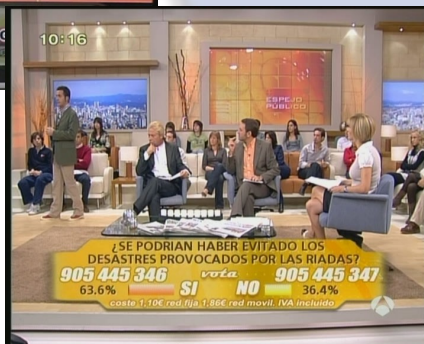 10:16
ESPEJO
PÚBLICO
¿SE PODRIAN HABER EVITADO LOS
DESASTRES PROVOCADOS POR LAS RIADAS?
905 445 346 vota 905 445 347
63.6% SI NO 36.4%
coste 1,10€ red fija 1,86€ red movil. IVA incluido